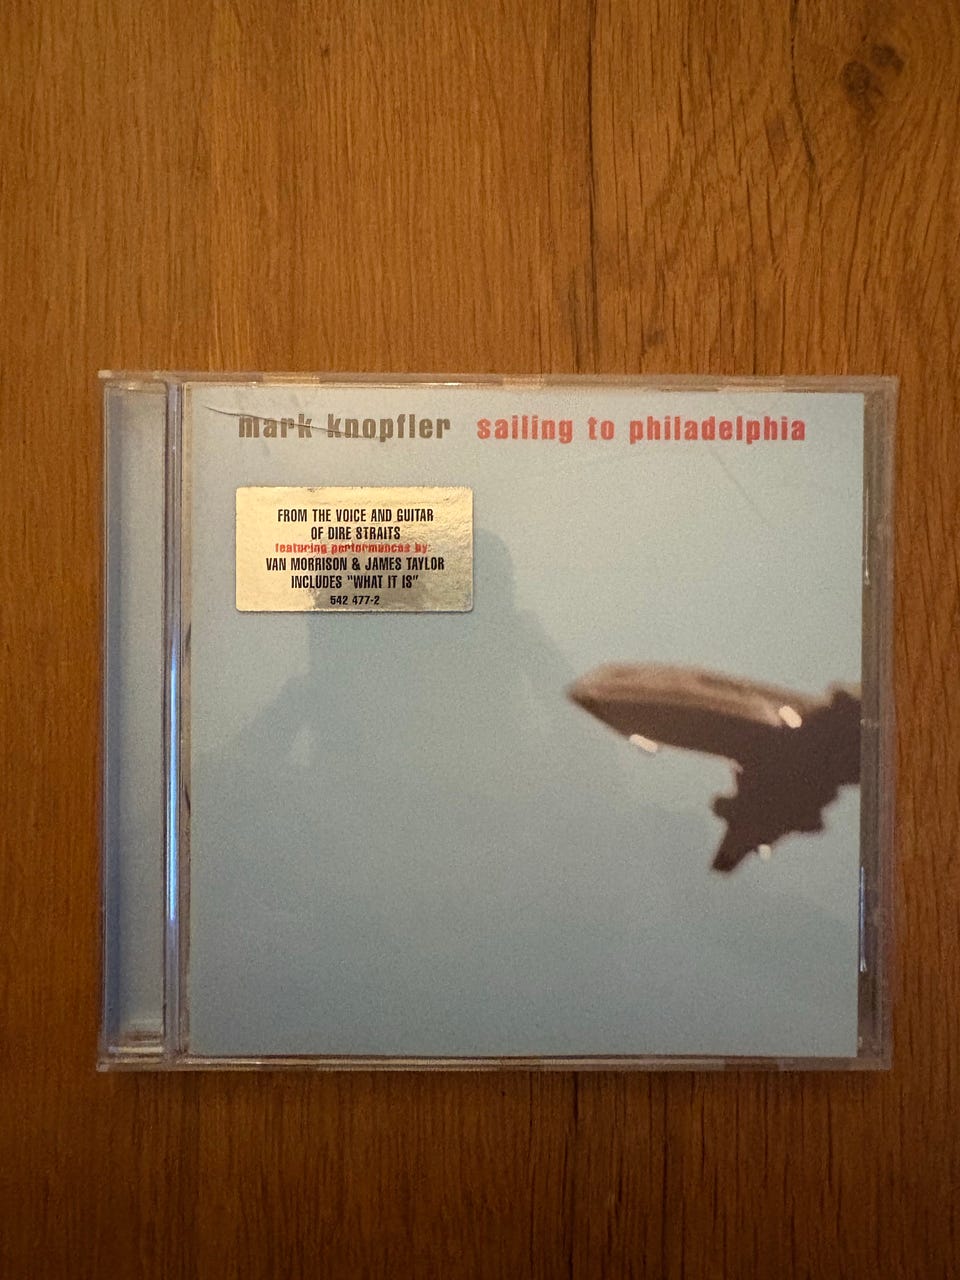 mark knopfler sailing to philadelphia
FROM THE VOICE AND GUITAR
OF DIRE STRAITS
featuring performances by:
VAN MORRISON & JAMES TAYLOR
INCLUDES "WHAT IT IS"
542 477-2